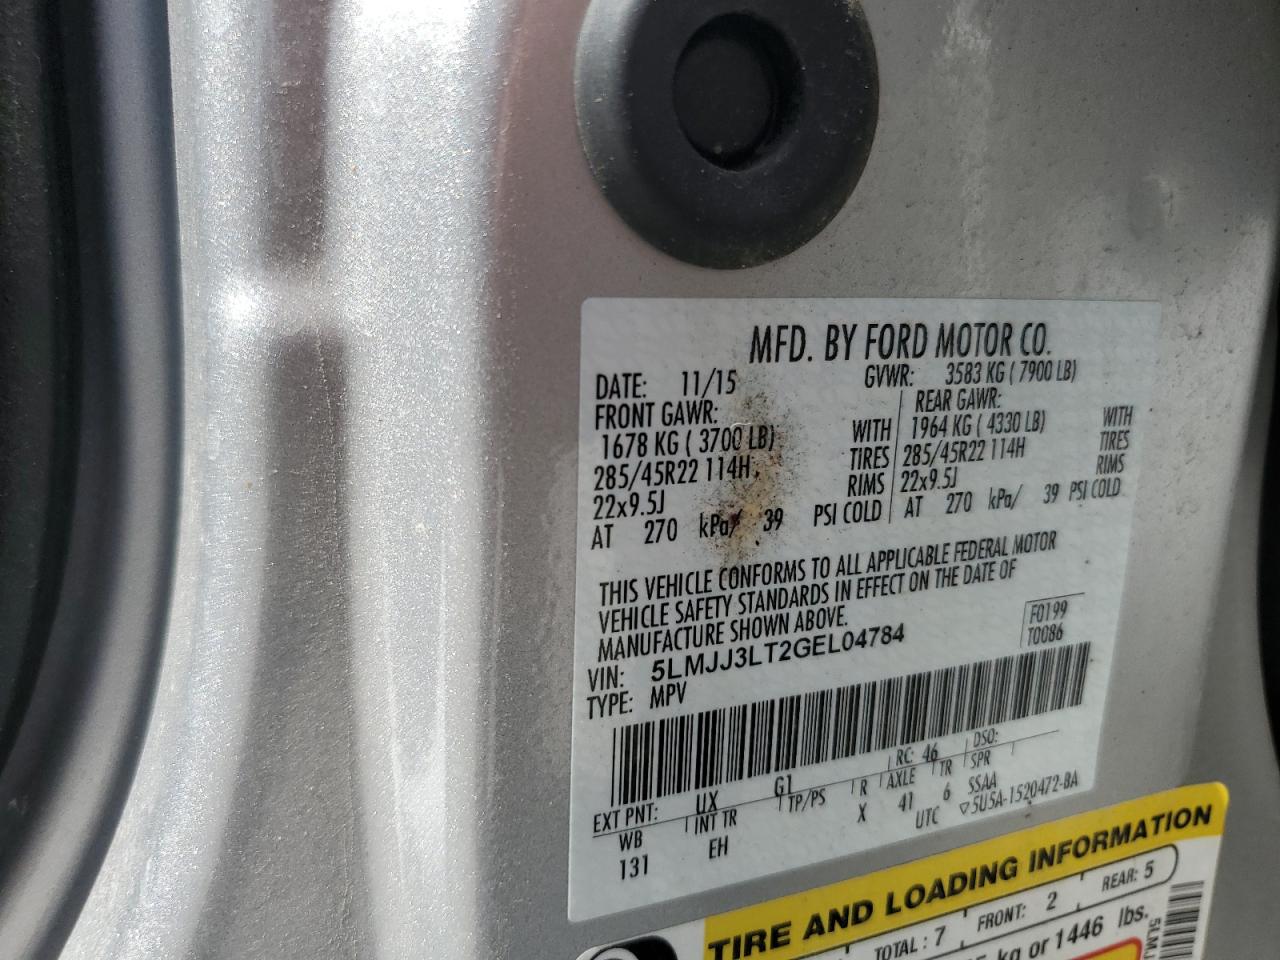 MFD. BY FORD MOTOR CO.
DATE: 11/15 GVWR: 3583 KG ( 7900 LB)
FRONT GAWR: REAR GAWR:
1678 KG ( 3700 LB) WITH 1964 KG ( 4330 LB) WITH
285/45R22 114H TIRES 285/45R22 114H TIRES
22x9.5J RIMS 22x9.5J RIMS
AT 270 kPa/ 39 PSI COLD AT 270 kPa/ 39 PSI COLD
THIS VEHICLE CONFORMS TO ALL APPLICABLE FEDERAL MOTOR
VEHICLE SAFETY STANDARDS IN EFFECT ON THE DATE OF
MANUFACTURE SHOWN ABOVE.
F0199
VIN: 5LMJJ3LT2GEL04784
T0086
TYPE: MPV
EXT PNT: UX G1 RC: 46 DSO:
WB INT TR TP/PS R AXLE TR SPR
131 EH X 41 6 SSAA
UTC ▽5U5A-1520472-BA
TIRE AND LOADING INFORMATION
TOTAL: 7 FRONT: 2 REAR: 5
kg or 1446 lbs.
5LMJ